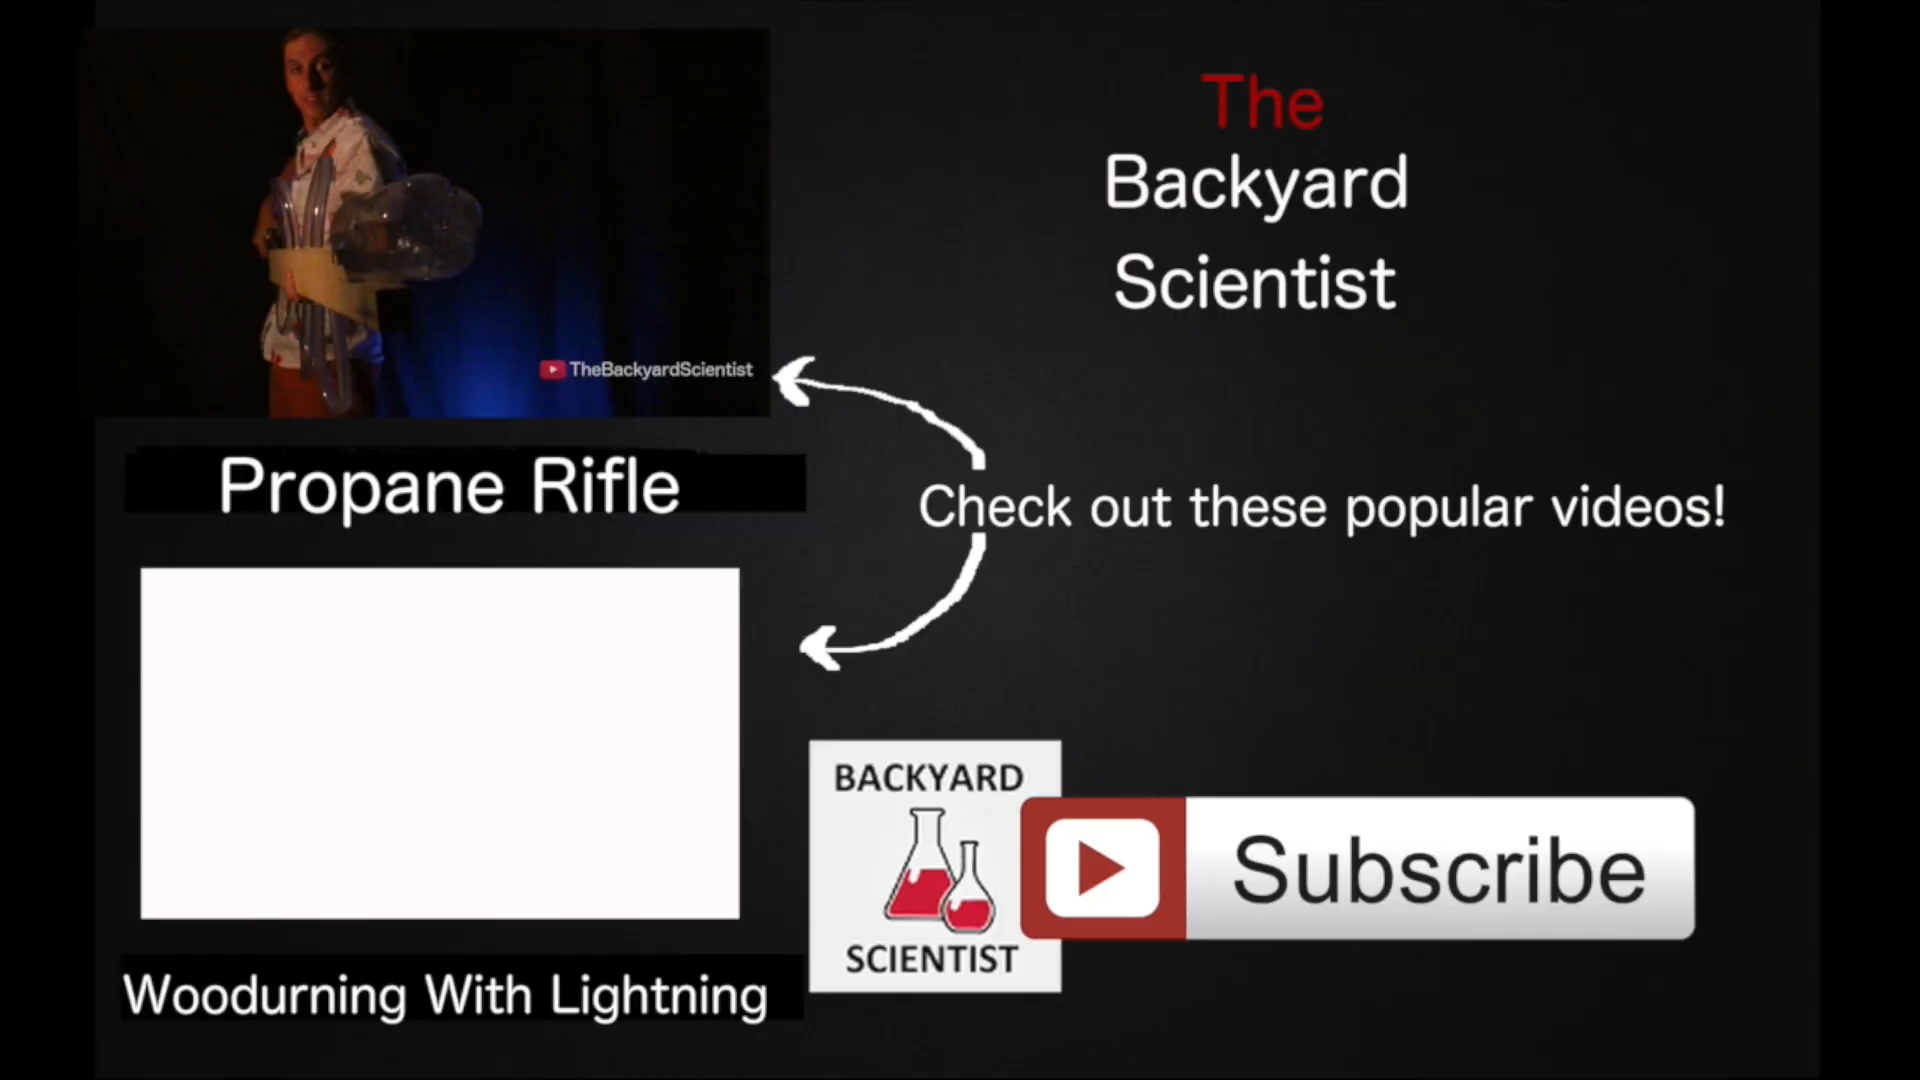 The
Backyard
Scientist
TheBackyardScientist
Propane Rifle
Check out these popular videos!
BACKYARD
SCIENTIST
Subscribe
Woodurning With Lightning